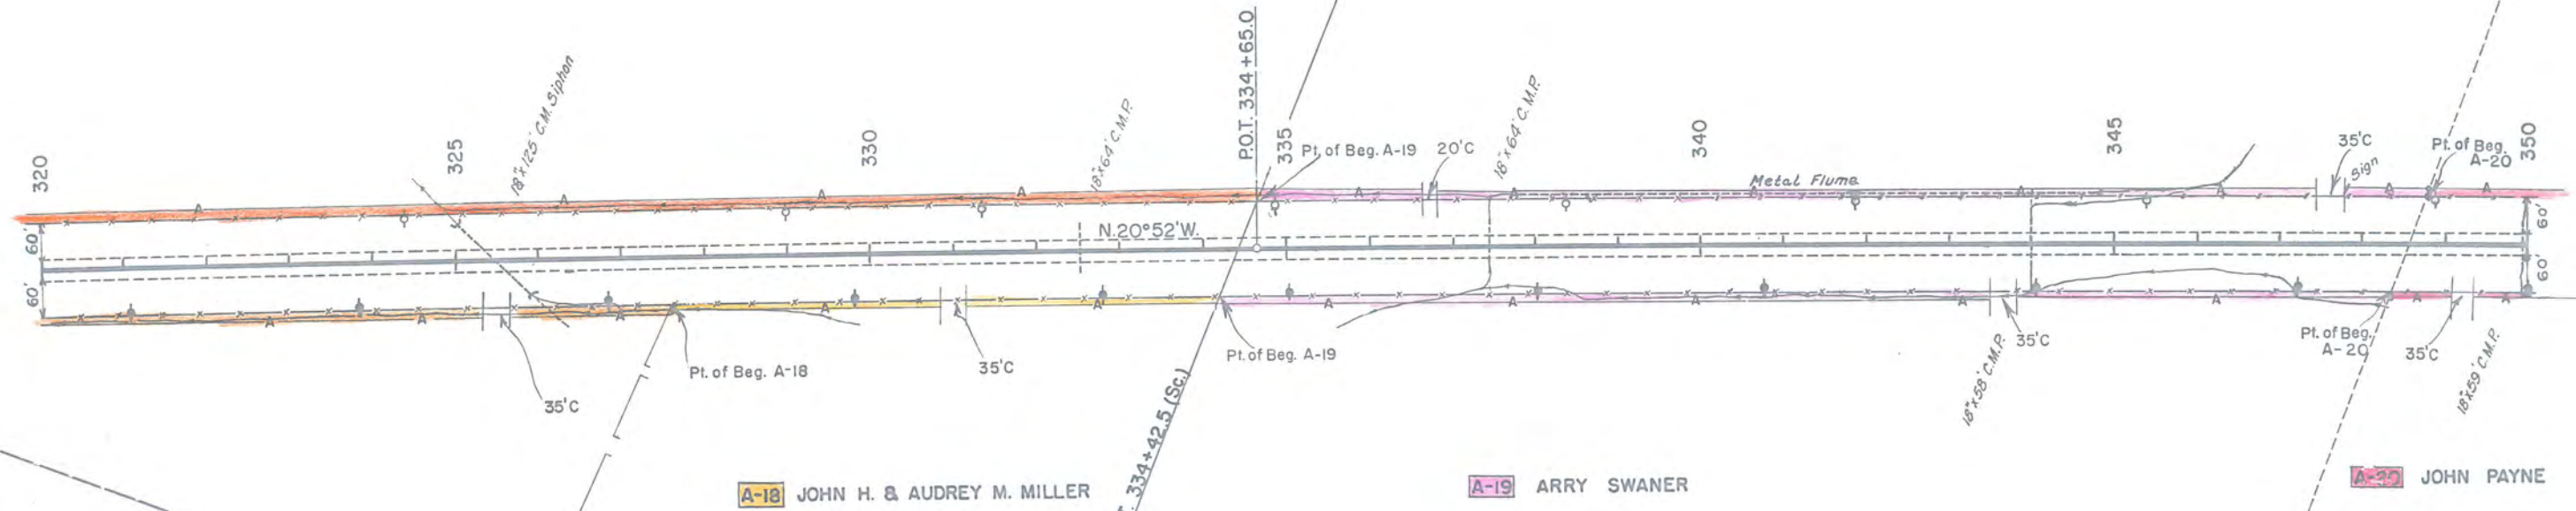 320
325
18"x125' C.M. Siphon
330
18"x64' C.M.P.
P.O.T. 334+65.0
335
Pt. of Beg. A-19
20'C
18"x64' C.M.P.
340
Metal Flume
345
35'C
Sign
Pt. of Beg.
A-20
350
60'
60'
N.20°52'W.
60'
60'
A A A A A A A A A A
A A A A A A A A A A A
35'C
Pt. of Beg. A-18
35'C
Pt. of Beg. A-19
334+42.5 (Sc.)
18"x58' C.M.P.
35'C
Pt. of Beg.
A-20
35'C
18"x59' C.M.P.
A-18 JOHN H. & AUDREY M. MILLER
A-19 ARRY SWANER
A-20 JOHN PAYNE